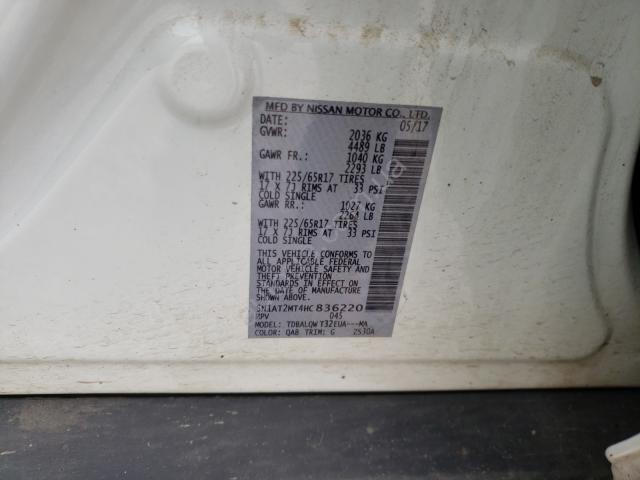 MFD BY NISSAN MOTOR CO., LTD.
DATE: 05/17
GVWR: 2036 KG
4489 LB
GAWR FR.: 1040 KG
2293 LB
WITH 225/65R17 TIRES
17 X 7J RIMS AT 33 PSI
COLD SINGLE
GAWR RR.: 1027 KG
2264 LB
WITH 225/65R17 TIRES
17 X 7J RIMS AT 33 PSI
COLD SINGLE
THIS VEHICLE CONFORMS TO
ALL APPLICABLE FEDERAL
MOTOR VEHICLE SAFETY AND
THEFT PREVENTION
STANDARDS IN EFFECT ON
THE DATE OF MANUFACTURE
SHOWN ABOVE.
5N1AT2MT4HC836220
MPV 045
MODEL: TDBALQWT32EUA---MA
COLOR: QAB TRIM: G 2530A